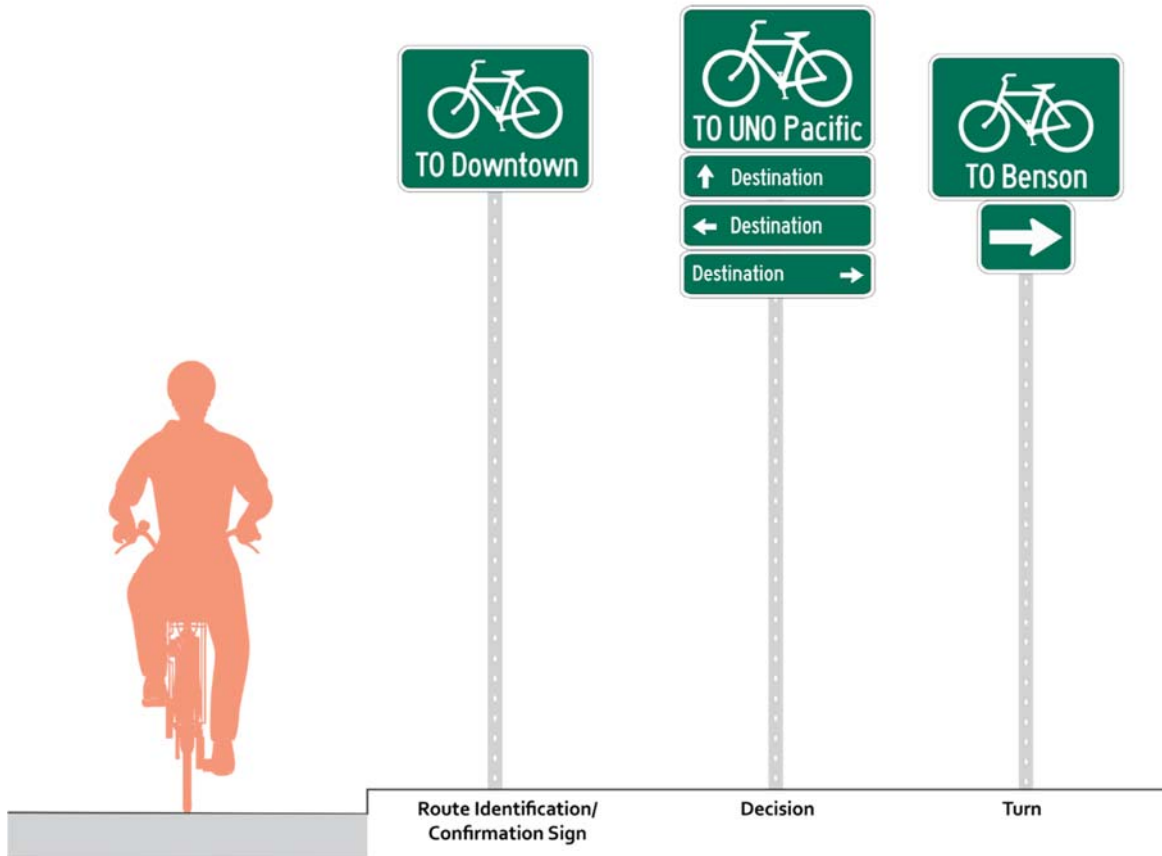 TO Downtown
TO UNO Pacific
Destination
Destination
Destination
TO Benson
Route Identification/
Confirmation Sign
Decision
Turn